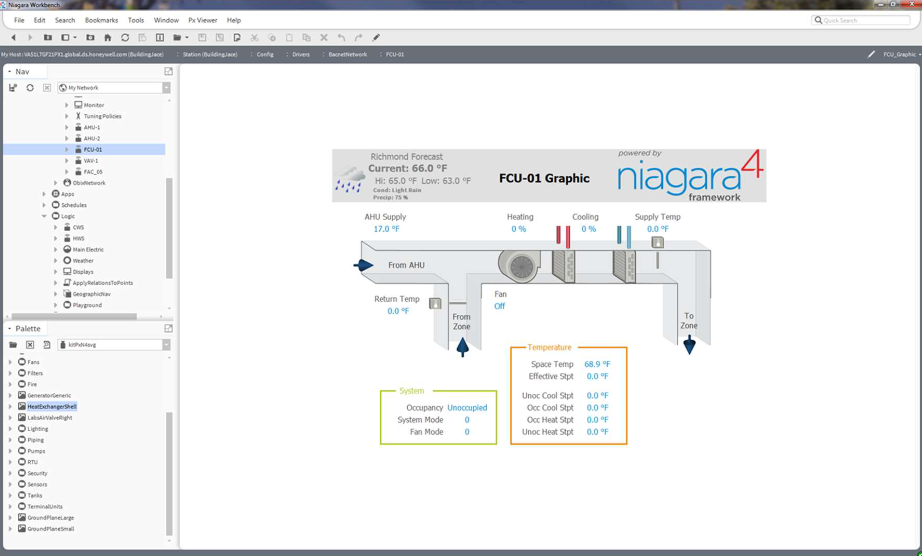 Niagara Workbench
File Edit Search Bookmarks Tools Window Px Viewer Help
Quick Search
My Host : VAS1LTGF21P91.global.ds.honeywell.com (BuildingJace) Station (BuildingJace) Config Drivers BacnetNetwork FCU-01
FCU_Graphic
Nav
My Network
Monitor
Tuning Policies
AHU-1
AHU-2
FCU-01
VAV-1
FAC_05
ObixNetwork
Apps
Schedules
Logic
CWS
HWS
Main Electric
Weather
Displays
ApplyRelationsToPoints
GeographicNav
Playground
Palette
kitPxN4svg
Fans
Filters
Fire
GeneratorGeneric
HeatExchangerShell
LabsAirValveRight
Lighting
Piping
Pumps
RTU
Security
Sensors
Tanks
TerminalUnits
GroundPlaneLarge
GroundPlaneSmall
Richmond Forecast
Current: 66.0 °F
Hi: 65.0 °F Low: 63.0 °F
Cond: Light Rain
Precip: 75 %
FCU-01 Graphic
powered by
niagara4
framework
AHU Supply
17.0 °F
Heating
0 %
Cooling
0 %
Supply Temp
0.0 °F
From AHU
Return Temp
0.0 °F
Fan
Off
From
Zone
To
Zone
System
Occupancy Unoccupied
System Mode 0
Fan Mode 0
Temperature
Space Temp 68.9 °F
Effective Stpt 0.0 °F
Unoc Cool Stpt 0.0 °F
Occ Cool Stpt 0.0 °F
Occ Heat Stpt 0.0 °F
Unoc Heat Stpt 0.0 °F